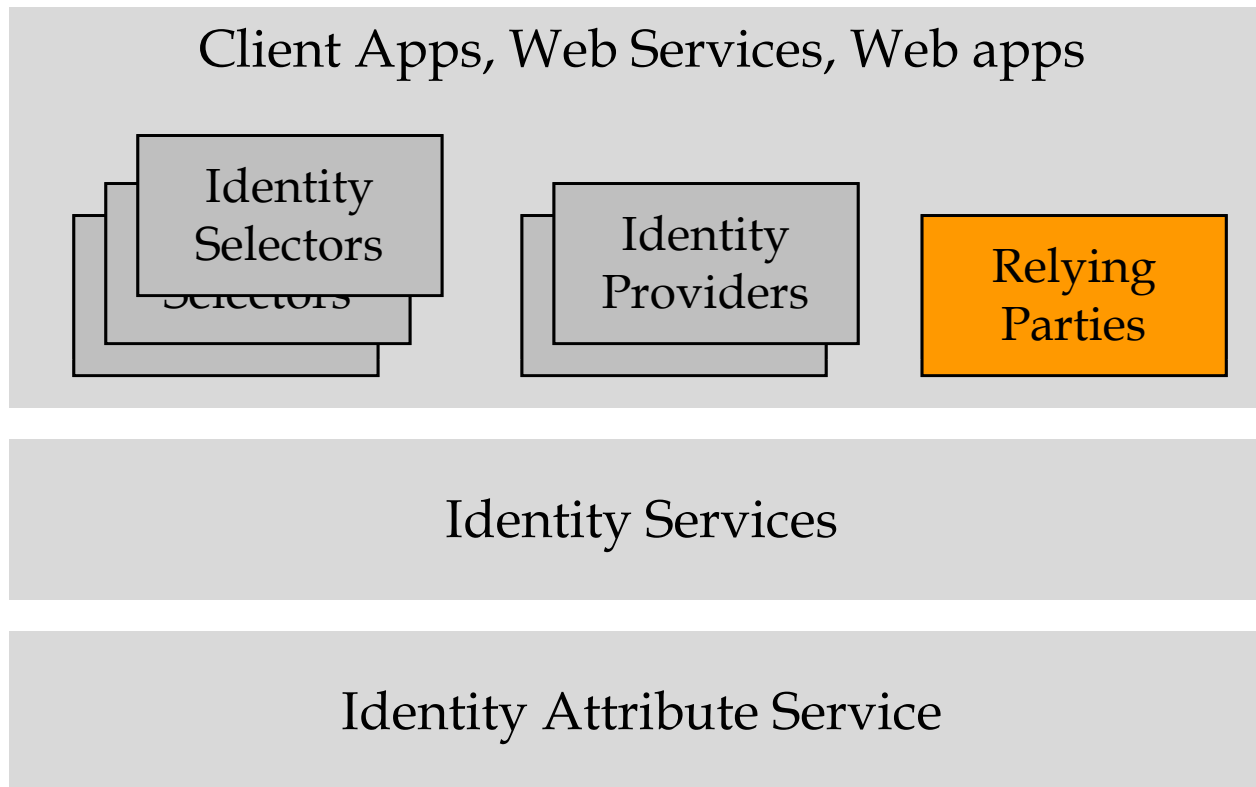 Client Apps, Web Services, Web apps
Identity
Selectors
Selectors
Identity
Providers
Relying
Parties
Identity Services
Identity Attribute Service